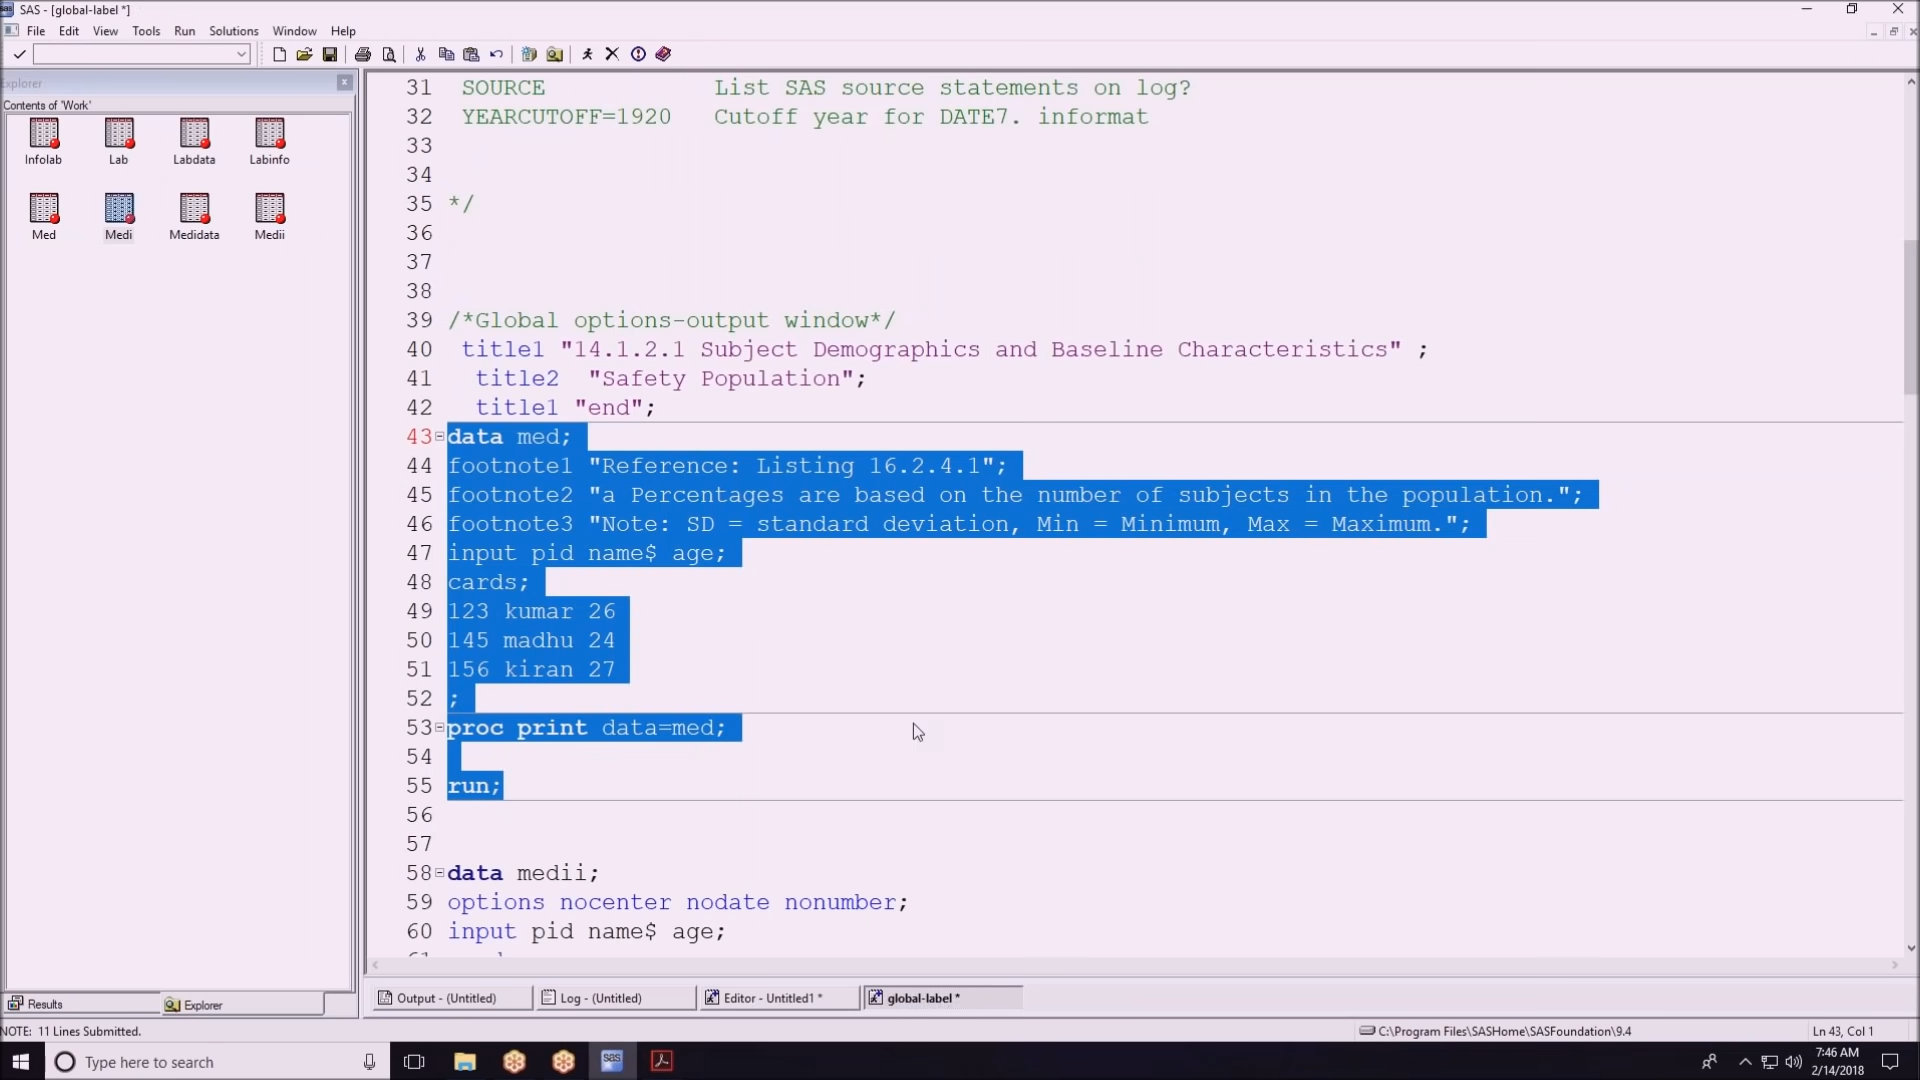 SAS - [global-label *]
File Edit View Tools Run Solutions Window Help
Explorer
Contents of 'Work'
Infolab Lab Labdata Labinfo
Med Medi Medidata Medii
31 SOURCE List SAS source statements on log?
32 YEARCUTOFF=1920 Cutoff year for DATE7. informat
33
34
35 */
36
37
38
39 /*Global options-output window*/
40 title1 "14.1.2.1 Subject Demographics and Baseline Characteristics" ;
41 title2 "Safety Population";
42 title1 "end";
43 data med;
44 footnote1 "Reference: Listing 16.2.4.1";
45 footnote2 "a Percentages are based on the number of subjects in the population.";
46 footnote3 "Note: SD = standard deviation, Min = Minimum, Max = Maximum.";
47 input pid name$ age;
48 cards;
49 123 kumar 26
50 145 madhu 24
51 156 kiran 27
52 ;
53 proc print data=med;
54
55 run;
56
57
58 data medii;
59 options nocenter nodate nonumber;
60 input pid name$ age;
Results Explorer
Output - (Untitled) Log - (Untitled) Editor - Untitled1 * global-label *
NOTE: 11 Lines Submitted. C:\Program Files\SASHome\SASFoundation\9.4 Ln 43, Col 1
Type here to search
sas
7:46 AM
2/14/2018